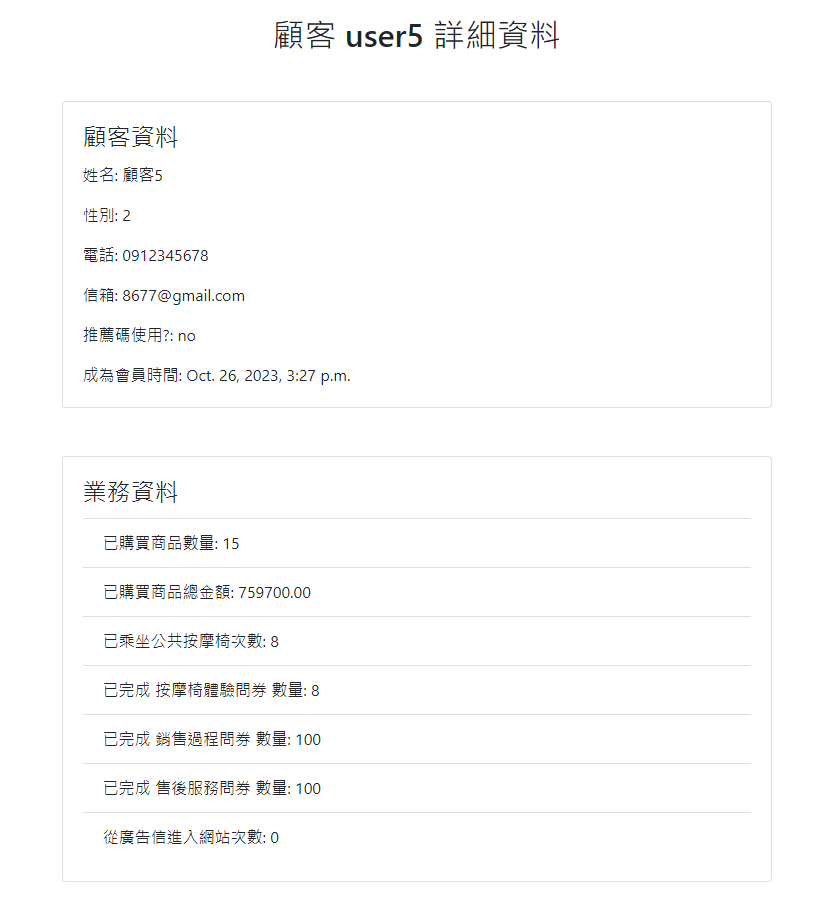 顧客 user5 詳細資料
顧客資料
姓名: 顧客5
性別: 2
電話: 0912345678
信箱: 8677@gmail.com
推薦碼使用?: no
成為會員時間: Oct. 26, 2023, 3:27 p.m.
業務資料
已購買商品數量: 15
已購買商品總金額: 759700.00
已乘坐公共按摩椅次數: 8
已完成 按摩椅體驗問券 數量: 8
已完成 銷售過程問券 數量: 100
已完成 售後服務問券 數量: 100
從廣告信進入網站次數: 0